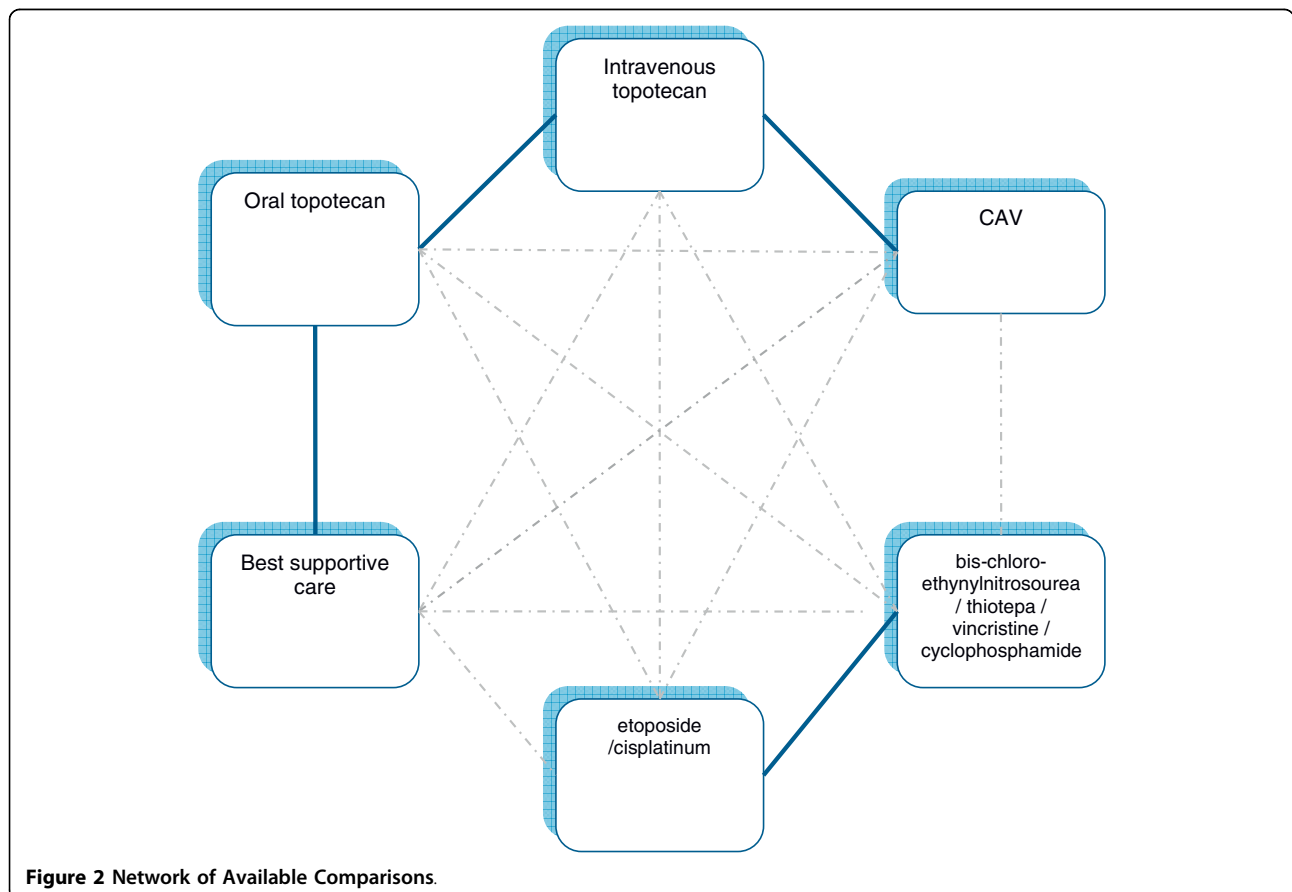 Intravenous
topotecan
Oral topotecan
CAV
Best supportive
care
bis-chloro-
ethynylnitrosourea
/ thiotepa /
vincristine /
cyclophosphamide
etoposide
/cisplatinum
Figure 2 Network of Available Comparisons.